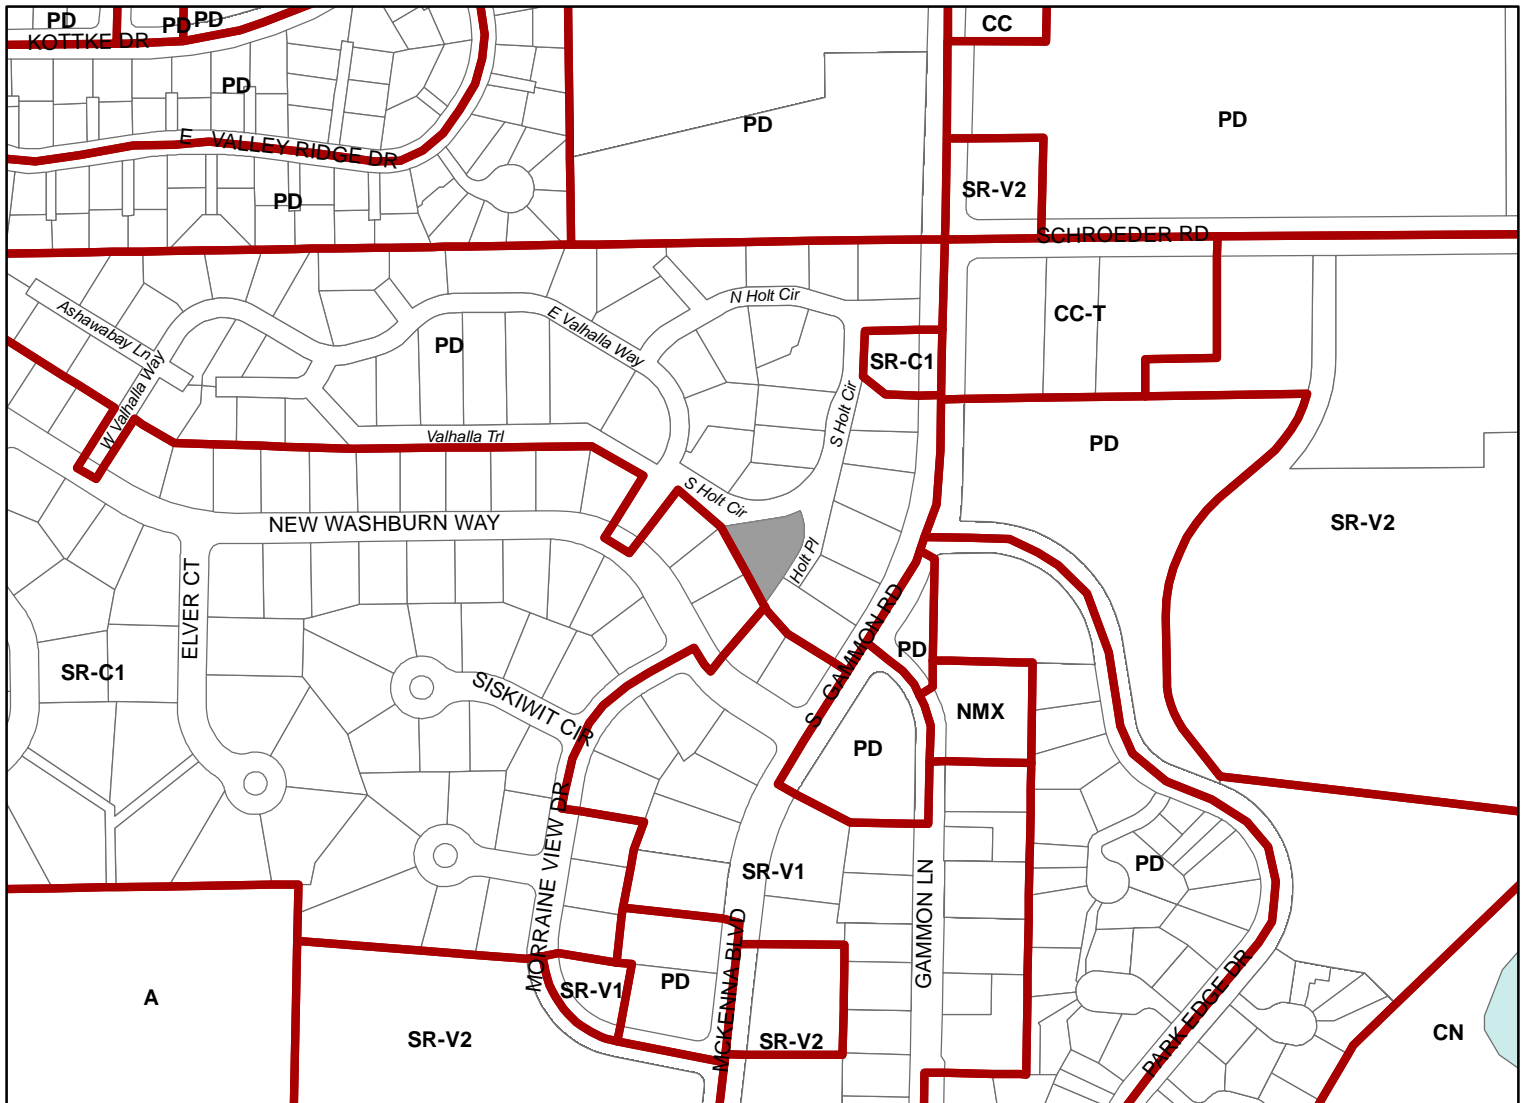 PD
PD
PD
CC
KOTTKE DR
PD
PD
PD
E VALLEY RIDGE DR
SR-V2
PD
SCHROEDER RD
N Holt Cir
Ashawabay Ln
E Valhalla Way
CC-T
PD
SR-C1
W Valhalla Way
S Holt Cir
Valhalla Trl
PD
S Holt Cir
NEW WASHBURN WAY
SR-V2
Holt Pl
ELVER CT
S GAMMON RD
PD
SR-C1
SISKIWIT CIR
NMX
PD
MORRAINE VIEW DR
SR-V1
PD
GAMMON LN
MCKENNA BLVD
PD
SR-V1
A
PARK EDGE DR
SR-V2
SR-V2
CN